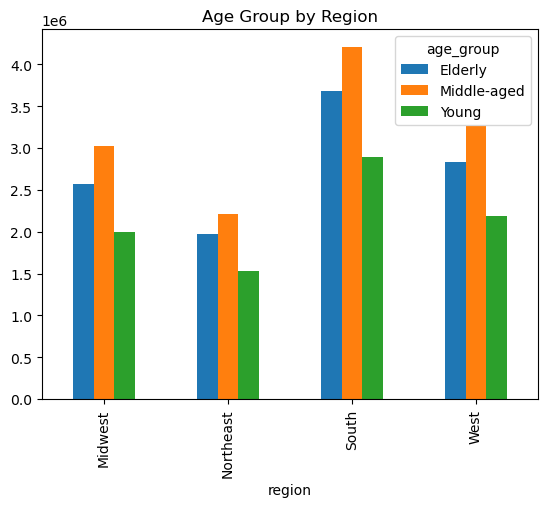 Age Group by Region
1e6
age_group
Elderly
Middle-aged
Young
4.0
3.5
3.0
2.5
2.0
1.5
1.0
0.5
0.0
Midwest
Northeast
South
West
region